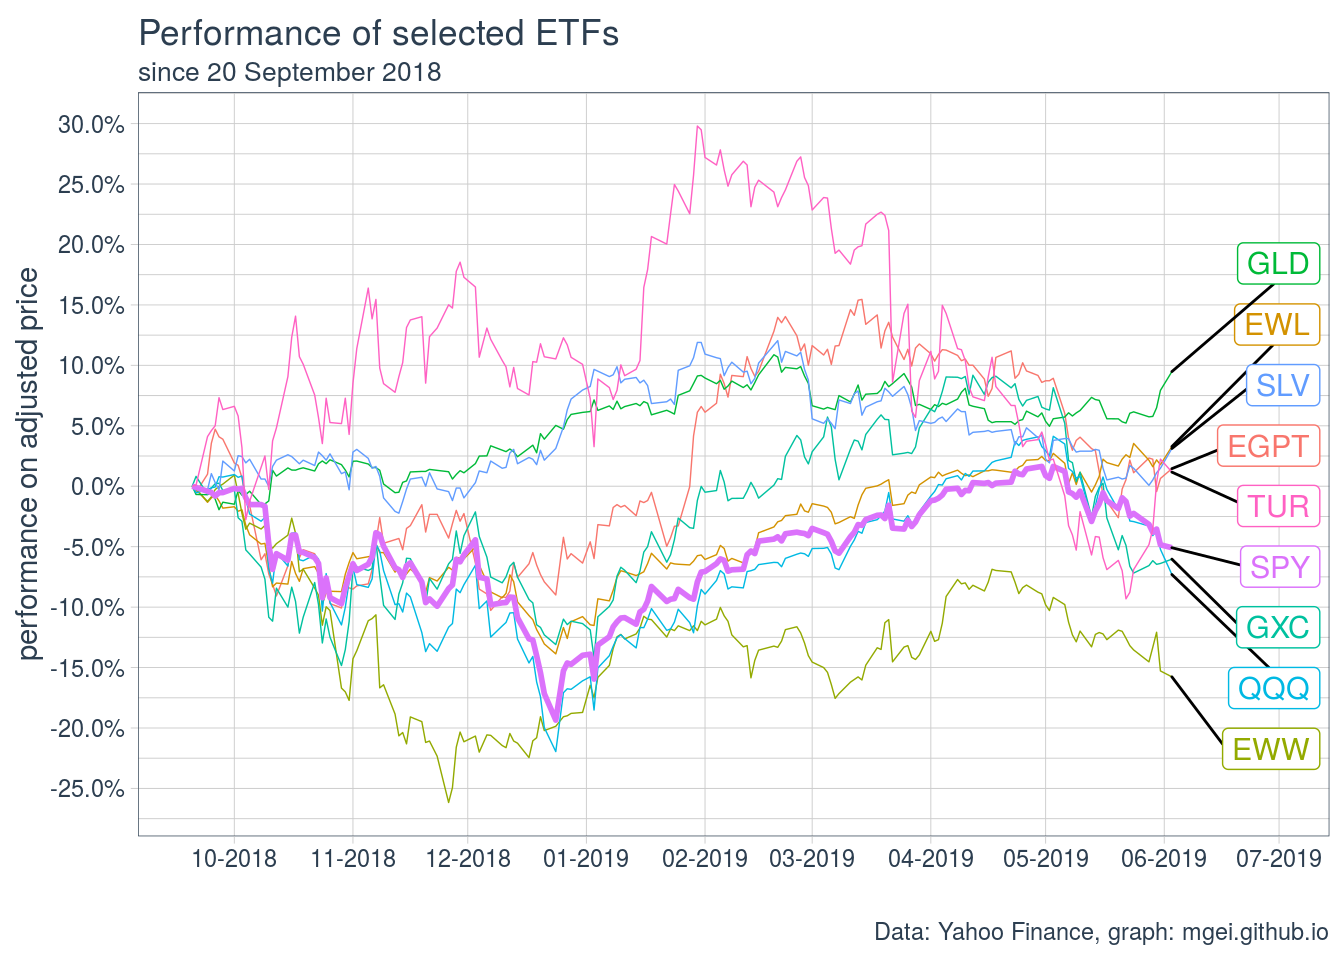 Performance of selected ETFs
since 20 September 2018
performance on adjusted price
30.0%
25.0%
20.0%
15.0%
10.0%
5.0%
0.0%
-5.0%
-10.0%
-15.0%
-20.0%
-25.0%
GLD
EWL
SLV
EGPT
TUR
SPY
GXC
QQQ
EWW
10-2018 11-2018 12-2018 01-2019 02-2019 03-2019 04-2019 05-2019 06-2019 07-2019
Data: Yahoo Finance, graph: mgei.github.io